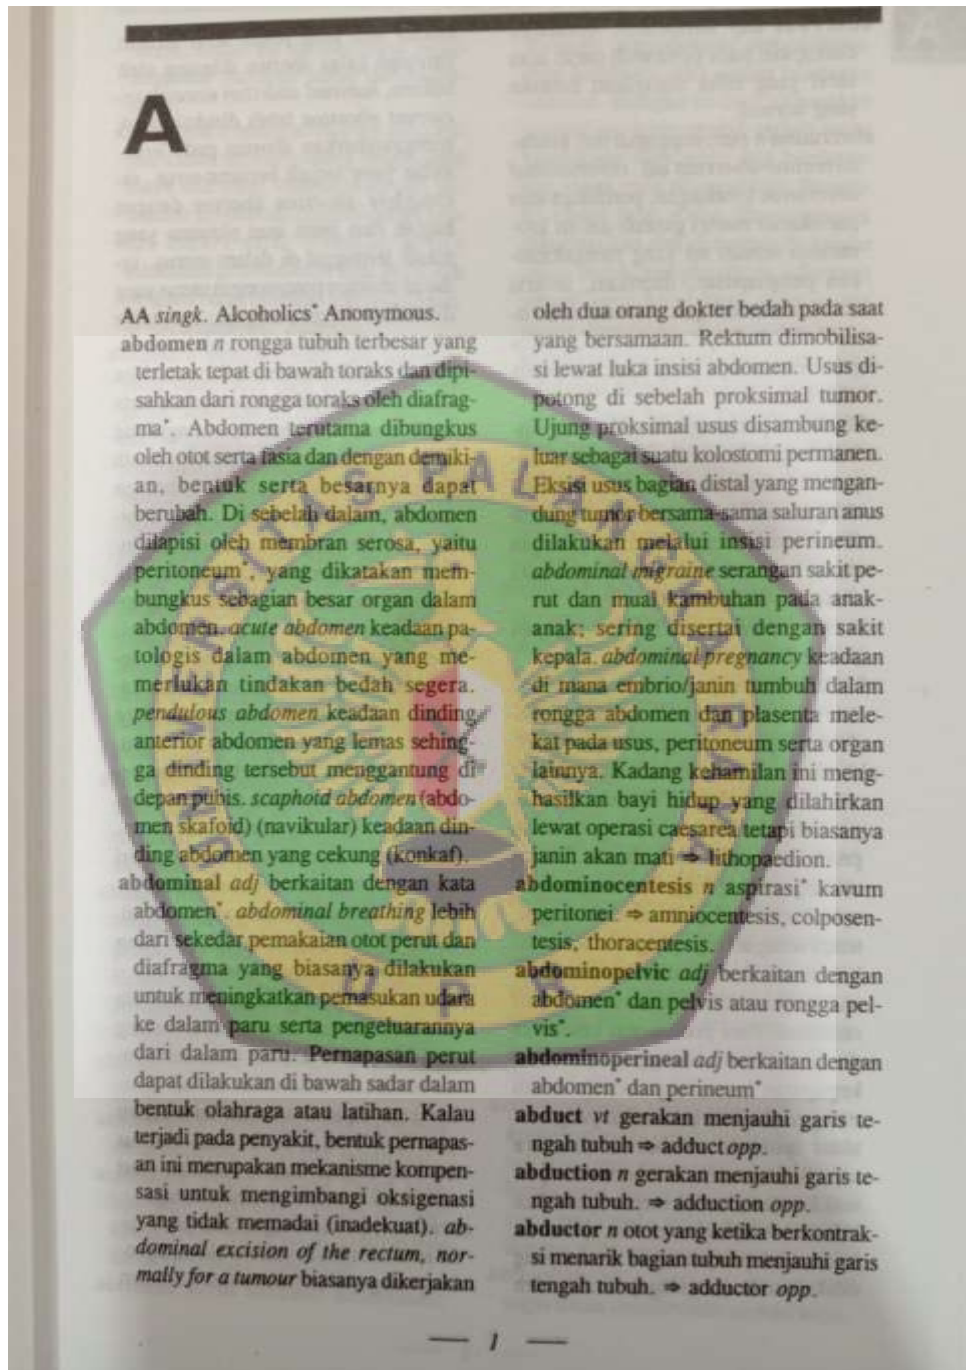 A
AA singk. Alcoholics* Anonymous.
abdomen n rongga tubuh terbesar yang
terletak tepat di bawah toraks dan dipi-
sahkan dari rongga toraks oleh diafrag-
ma*. Abdomen terutama dibungkus
oleh otot serta fasia dan dengan demiki-
an, bentuk serta besarnya dapat
berubah. Di sebelah dalam, abdomen
dilapisi oleh membran serosa, yaitu
peritoneum*, yang dikatakan mem-
bungkus sebagian besar organ dalam
abdomen. acute abdomen keadaan pa-
tologis dalam abdomen yang me-
merlukan tindakan bedah segera.
pendulous abdomen keadaan dinding
anterior abdomen yang lemas sehing-
ga dinding tersebut menggantung di
depan pubis. scaphoid abdomen (abdo-
men skafoid) (navikular) keadaan din-
ding abdomen yang cekung (konkaf).
abdominal adj berkaitan dengan kata
abdomen*. abdominal breathing lebih
dari sekedar pemakaian otot perut dan
diafragma yang biasanya dilakukan
untuk meningkatkan pemasukan udara
ke dalam paru serta pengeluarannya
dari dalam paru. Pernapasan perut
dapat dilakukan di bawah sadar dalam
bentuk olahraga atau latihan. Kalau
terjadi pada penyakit, bentuk pernapas-
an ini merupakan mekanisme kompen-
sasi untuk mengimbangi oksigenasi
yang tidak memadai (inadekuat). ab-
dominal excision of the rectum, nor-
mally for a tumour biasanya dikerjakan
oleh dua orang dokter bedah pada saat
yang bersamaan. Rektum dimobilisa-
si lewat luka insisi abdomen. Usus di-
potong di sebelah proksimal tumor.
Ujung proksimal usus disambung ke-
luar sebagai suatu kolostomi permanen.
Eksisi usus bagian distal yang mengan-
dung tumor bersama-sama saluran anus
dilakukan melalui insisi perineum.
abdominal migraine serangan sakit pe-
rut dan mual kambuhan pada anak-
anak; sering disertai dengan sakit
kepala. abdominal pregnancy keadaan
di mana embrio/janin tumbuh dalam
rongga abdomen dan plasenta mele-
kat pada usus, peritoneum serta organ
lainnya. Kadang kehamilan ini meng-
hasilkan bayi hidup yang dilahirkan
lewat operasi caesarea tetapi biasanya
janin akan mati ⇒ lithopaedion.
abdominocentesis n aspirasi* kavum
peritonei. ⇒ amniocentesis, colposen-
tesis, thoracentesis.
abdominopelvic adj berkaitan dengan
abdomen* dan pelvis atau rongga pel-
vis*.
abdominoperineal adj berkaitan dengan
abdomen* dan perineum*
abduct vt gerakan menjauhi garis te-
ngah tubuh ⇒ adduct opp.
abduction n gerakan menjauhi garis te-
ngah tubuh. ⇒ adduction opp.
abductor n otot yang ketika berkontrak-
si menarik bagian tubuh menjauhi garis
tengah tubuh. ⇒ adductor opp.
— 1 —
UNIVERSITAS PALANGKA RAYA
UPR